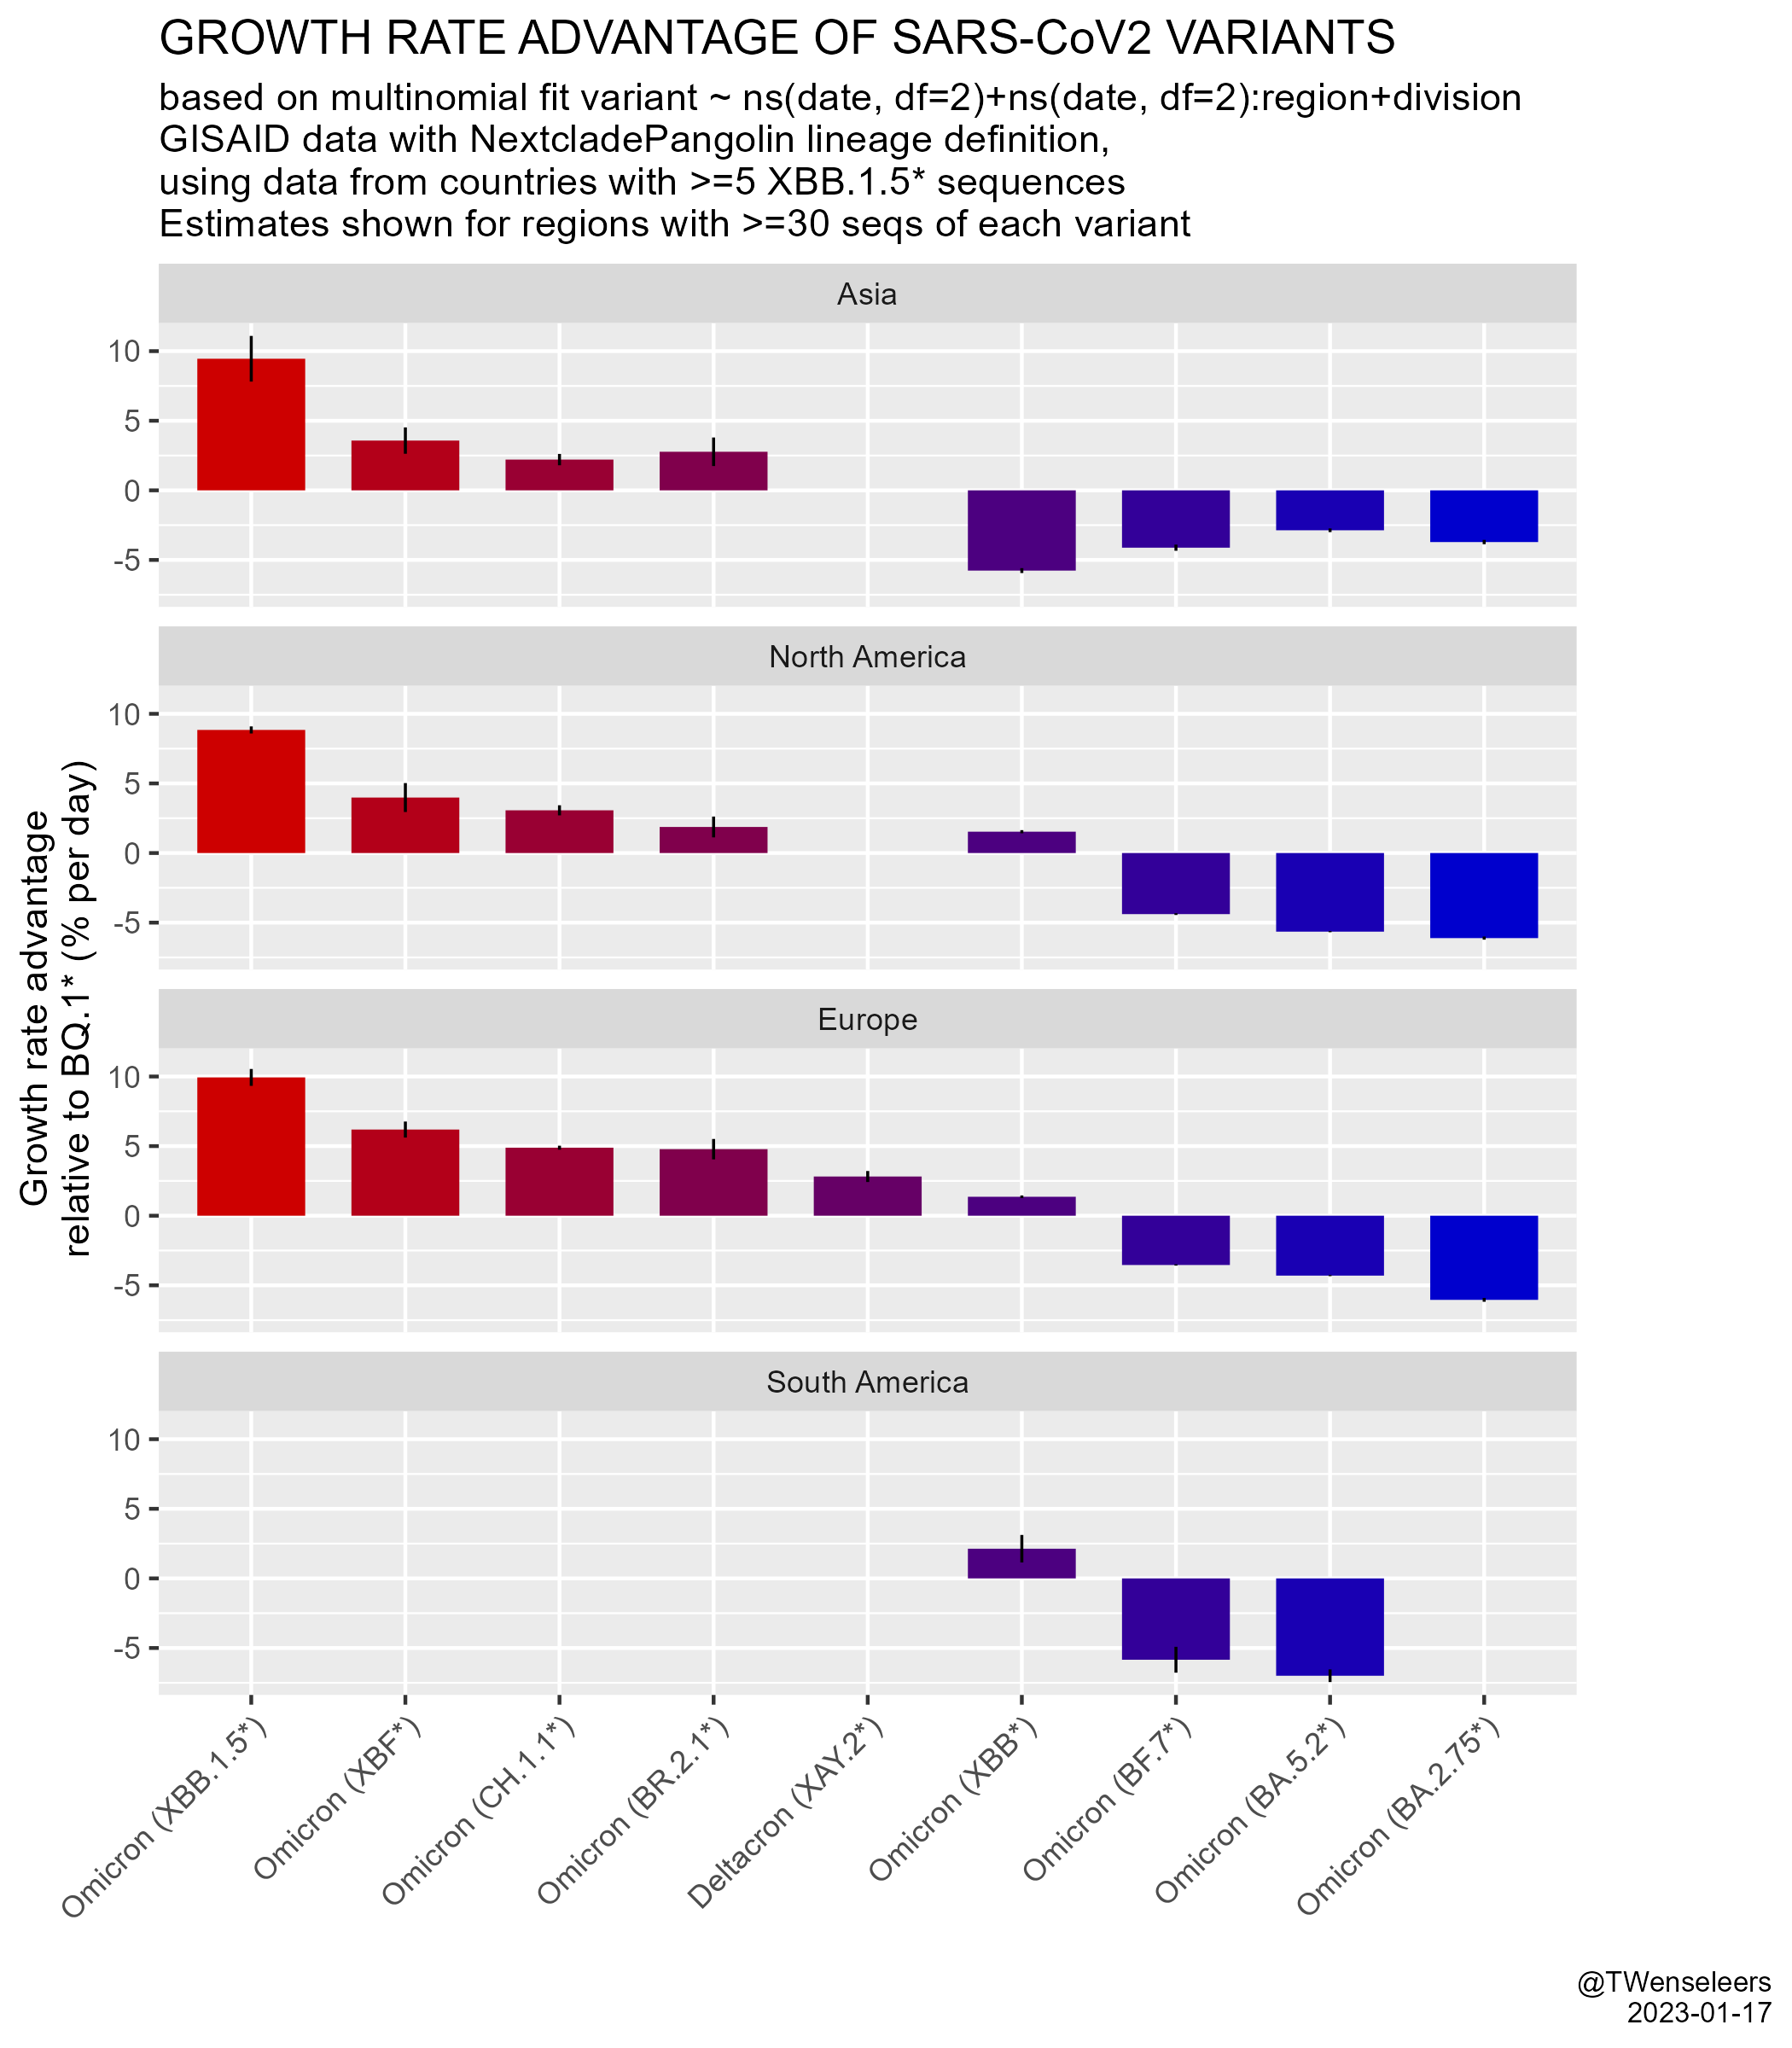 GROWTH RATE ADVANTAGE OF SARS-CoV2 VARIANTS
based on multinomial fit variant ~ ns(date, df=2)+ns(date, df=2):region+division
GISAID data with NextcladePangolin lineage definition,
using data from countries with >=5 XBB.1.5* sequences
Estimates shown for regions with >=30 seqs of each variant
Growth rate advantage
relative to BQ.1* (% per day)
Asia
10
5
0
-5
North America
10
5
0
-5
Europe
10
5
0
-5
South America
10
5
0
-5
Omicron (XBB.1.5*)
Omicron (XBF*)
Omicron (CH.1.1*)
Omicron (BR.2.1*)
Deltacron (XAY.2*)
Omicron (XBB*)
Omicron (BF.7*)
Omicron (BA.5.2*)
Omicron (BA.2.75*)
@TWenseleers
2023-01-17